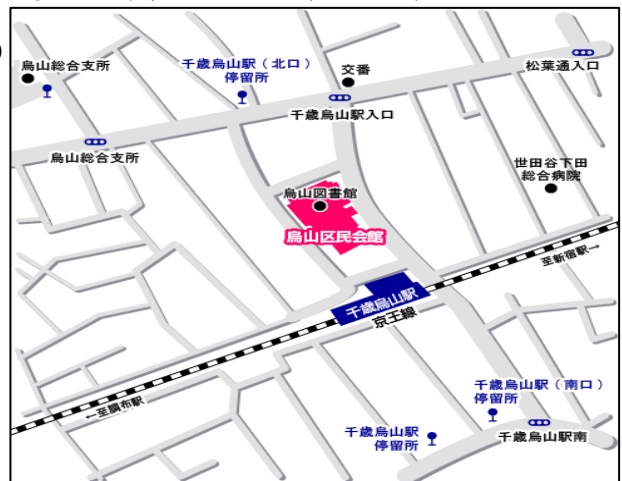 烏山総合支所
千歳烏山駅（北口）
停留所
交番
松葉通入口
千歳烏山駅入口
烏山総合支所
世田谷下田
総合病院
烏山図書館
烏山区民会館
至新宿駅→
千歳烏山駅
京王線
←至調布駅
千歳烏山駅（南口）
停留所
千歳烏山駅
停留所
千歳烏山駅南